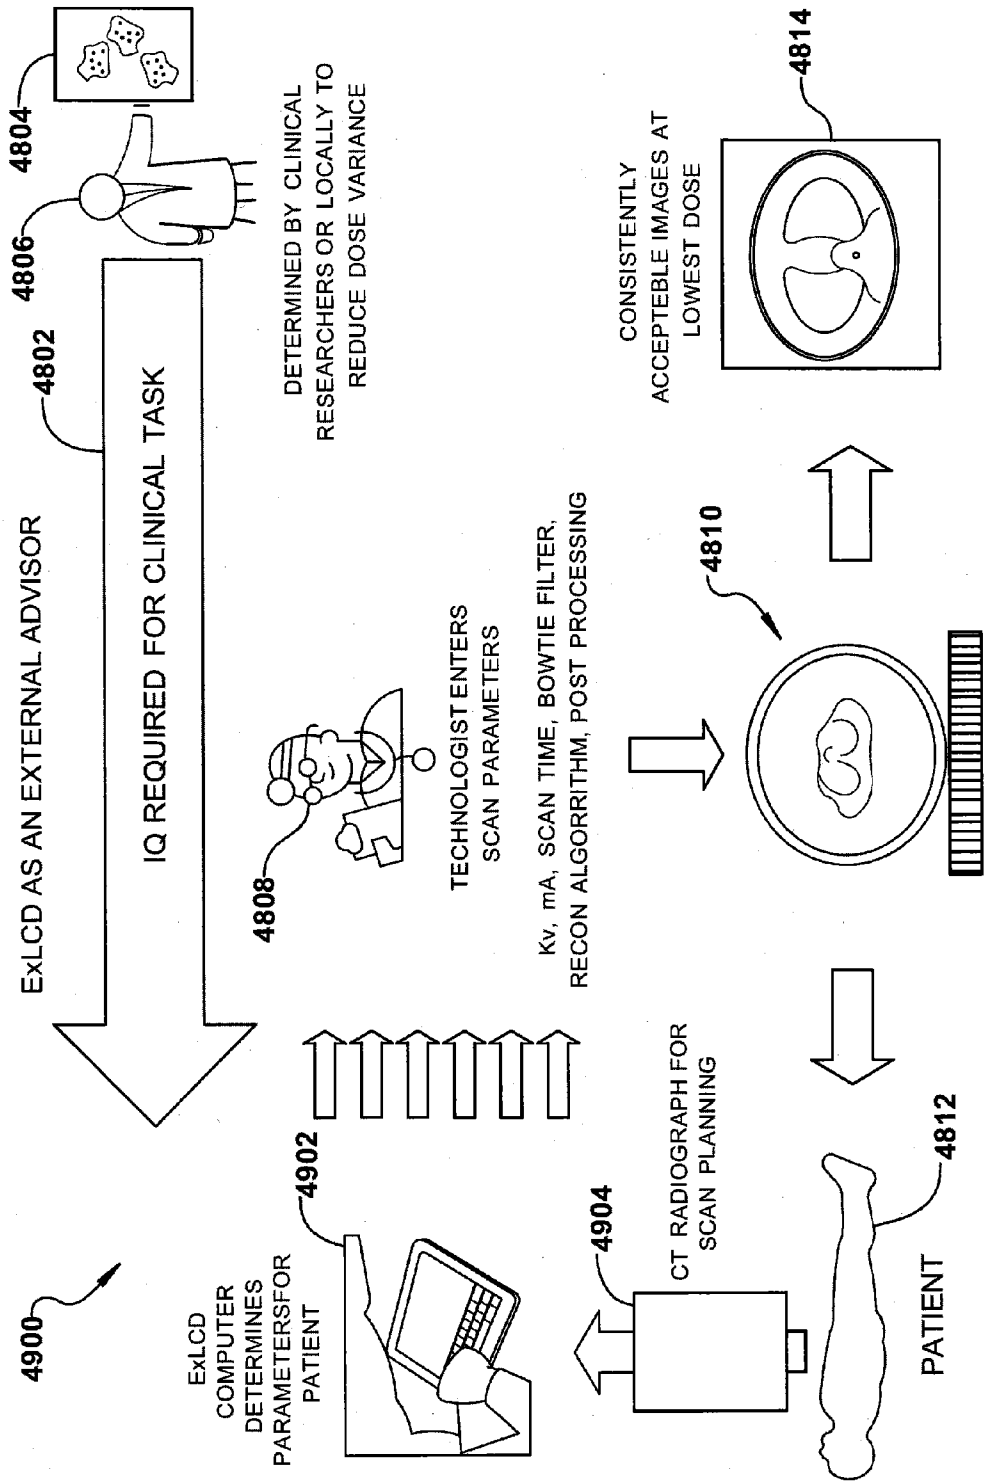 4900
ExLCD AS AN EXTERNAL ADVISOR
4802
4806
4804
IQ REQUIRED FOR CLINICAL TASK
ExLCD
COMPUTER
DETERMINES
PARAMETERSFOR
PATIENT
4902
4808
DETERMINED BY CLINICAL
RESEARCHERS OR LOCALLY TO
REDUCE DOSE VARIANCE
TECHNOLOGIST ENTERS
SCAN PARAMETERS
Kv, mA, SCAN TIME, BOWTIE FILTER,
RECON ALGORRITHM, POST PROCESSING
4904
CT RADIOGRAPH FOR
SCAN PLANNING
4810
CONSISTENTLY
ACCEPTEBLE IMAGES AT
LOWEST DOSE
4814
4812
PATIENT